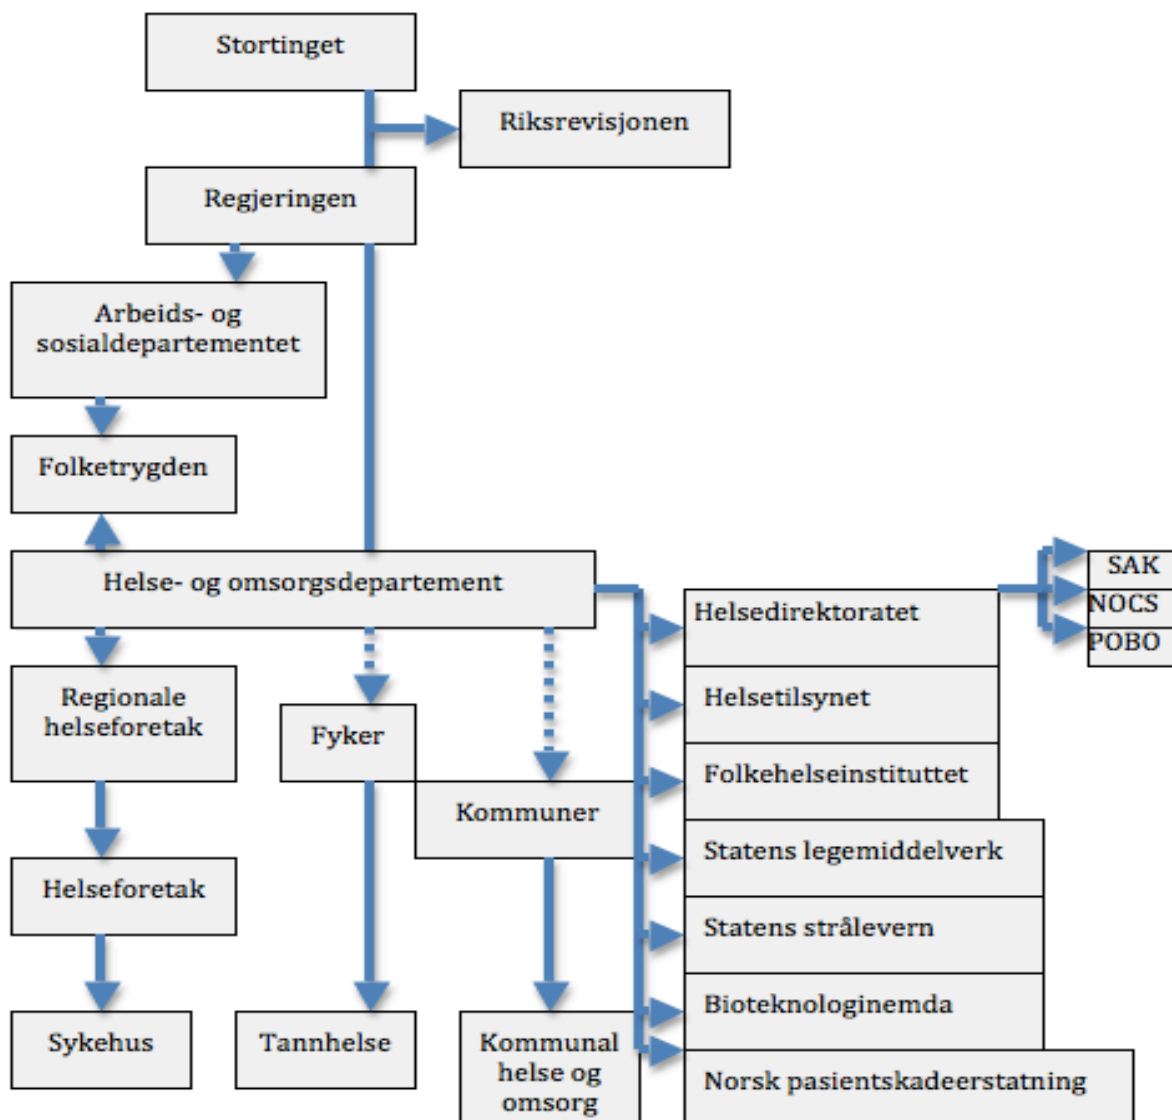 Stortinget
Riksrevisjonen
Regjeringen
Arbeids- og
sosialdepartementet
Folketrygden
Helse- og omsorgsdepartement
SAK
NOCS
POBO
Helsedirektoratet
Helsetilsynet
Folkehelseinstituttet
Statens legemiddelverk
Statens strålevern
Bioteknologinemda
Norsk pasientskadeerstatning
Regionale
helseforetak
Fyker
Kommuner
Helseforetak
Sykehus
Tannhelse
Kommunal
helse og
omsorg